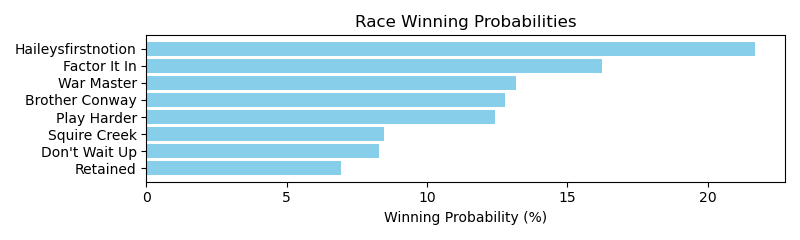 Race Winning Probabilities
Haileysfirstnotion
Factor It In
War Master
Brother Conway
Play Harder
Squire Creek
Don't Wait Up
Retained
0 5 10 15 20
Winning Probability (%)